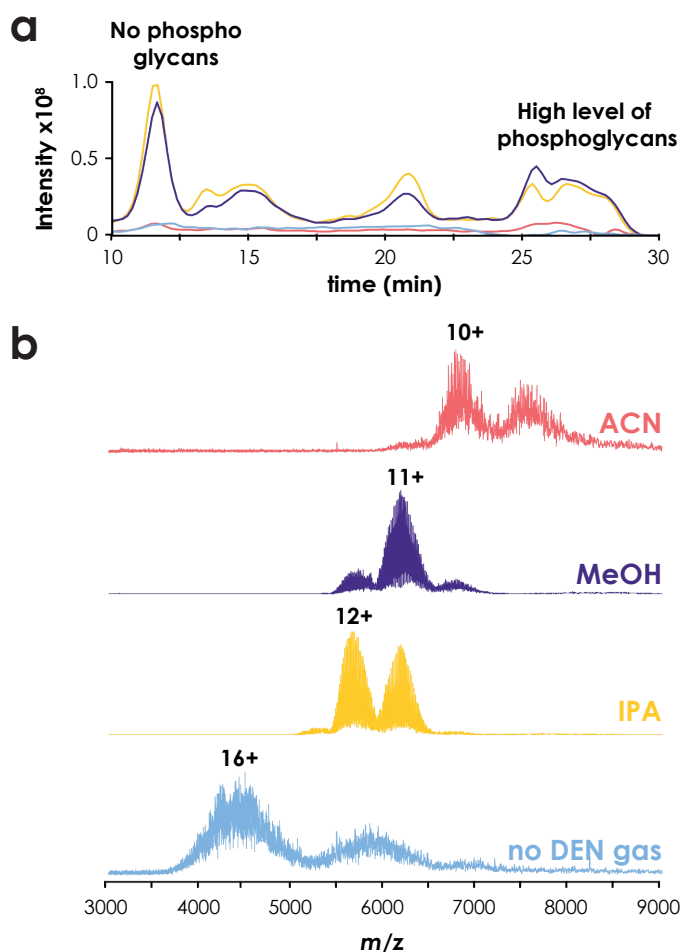 a
No phospho
glycans
High level of
phosphoglycans
Intensity x10⁸
1.0
0.5
0
10 15 20 25 30
time (min)
b
10+
ACN
11+
MeOH
12+
IPA
16+
no DEN gas
3000 4000 5000 6000 7000 8000 9000
m/z